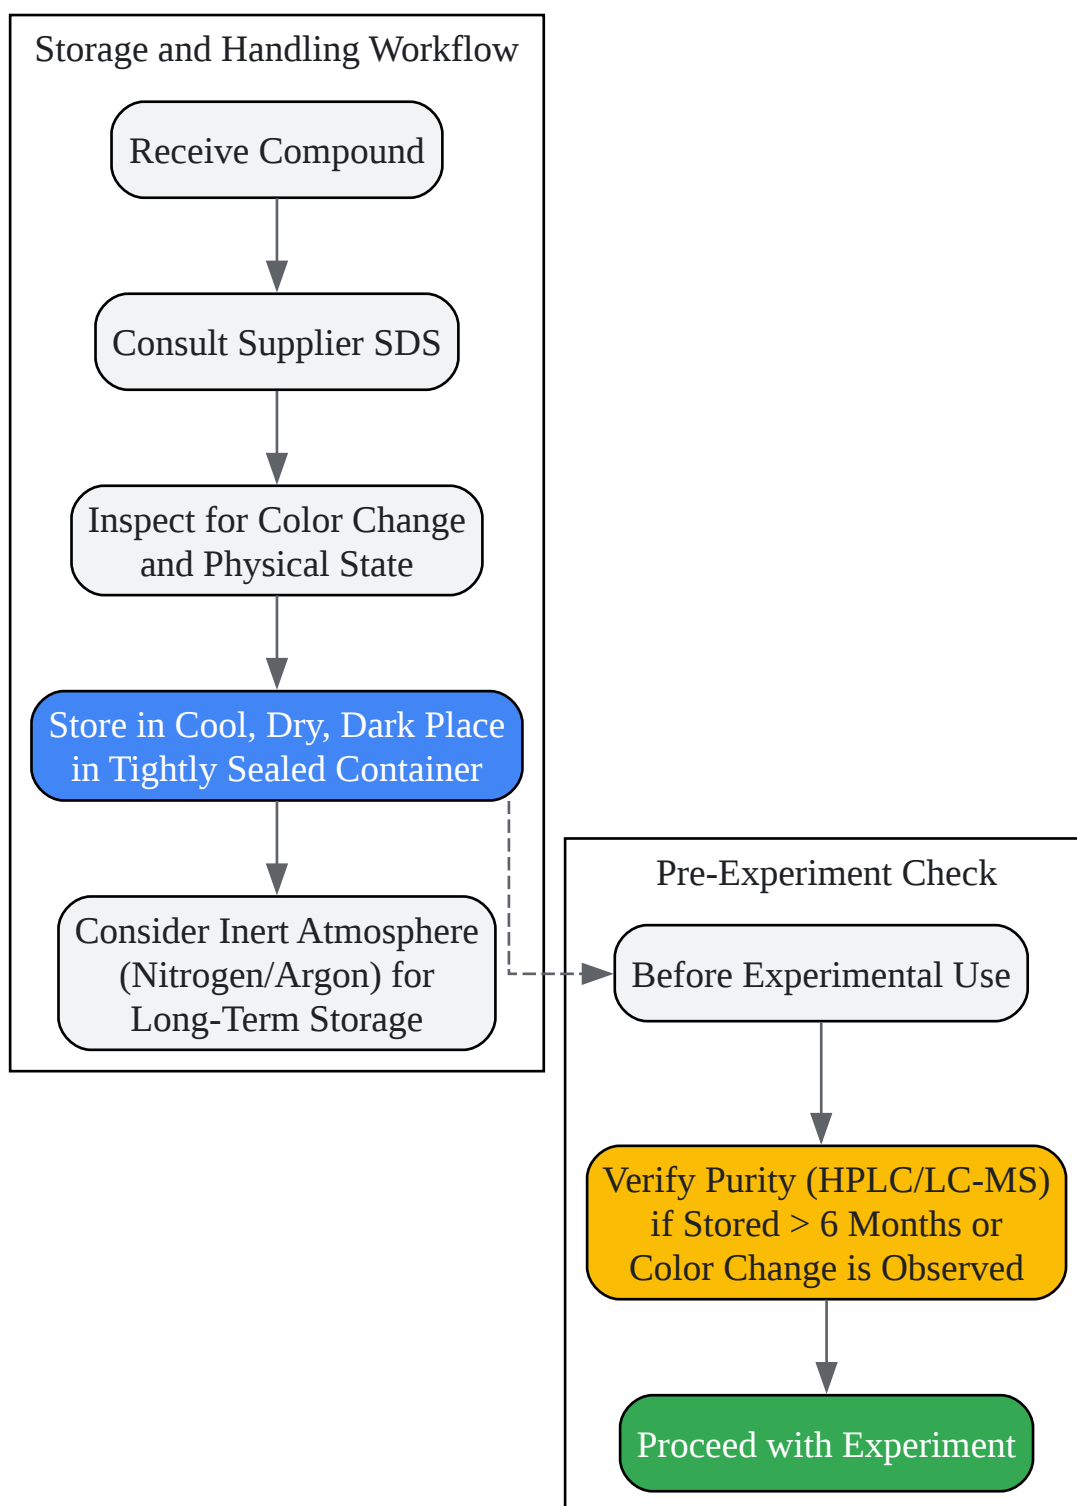 Storage and Handling Workflow
Receive Compound
Consult Supplier SDS
Inspect for Color Change
and Physical State
Store in Cool, Dry, Dark Place
in Tightly Sealed Container
Consider Inert Atmosphere
(Nitrogen/Argon) for
Long-Term Storage
Pre-Experiment Check
Before Experimental Use
Verify Purity (HPLC/LC-MS)
if Stored > 6 Months or
Color Change is Observed
Proceed with Experiment